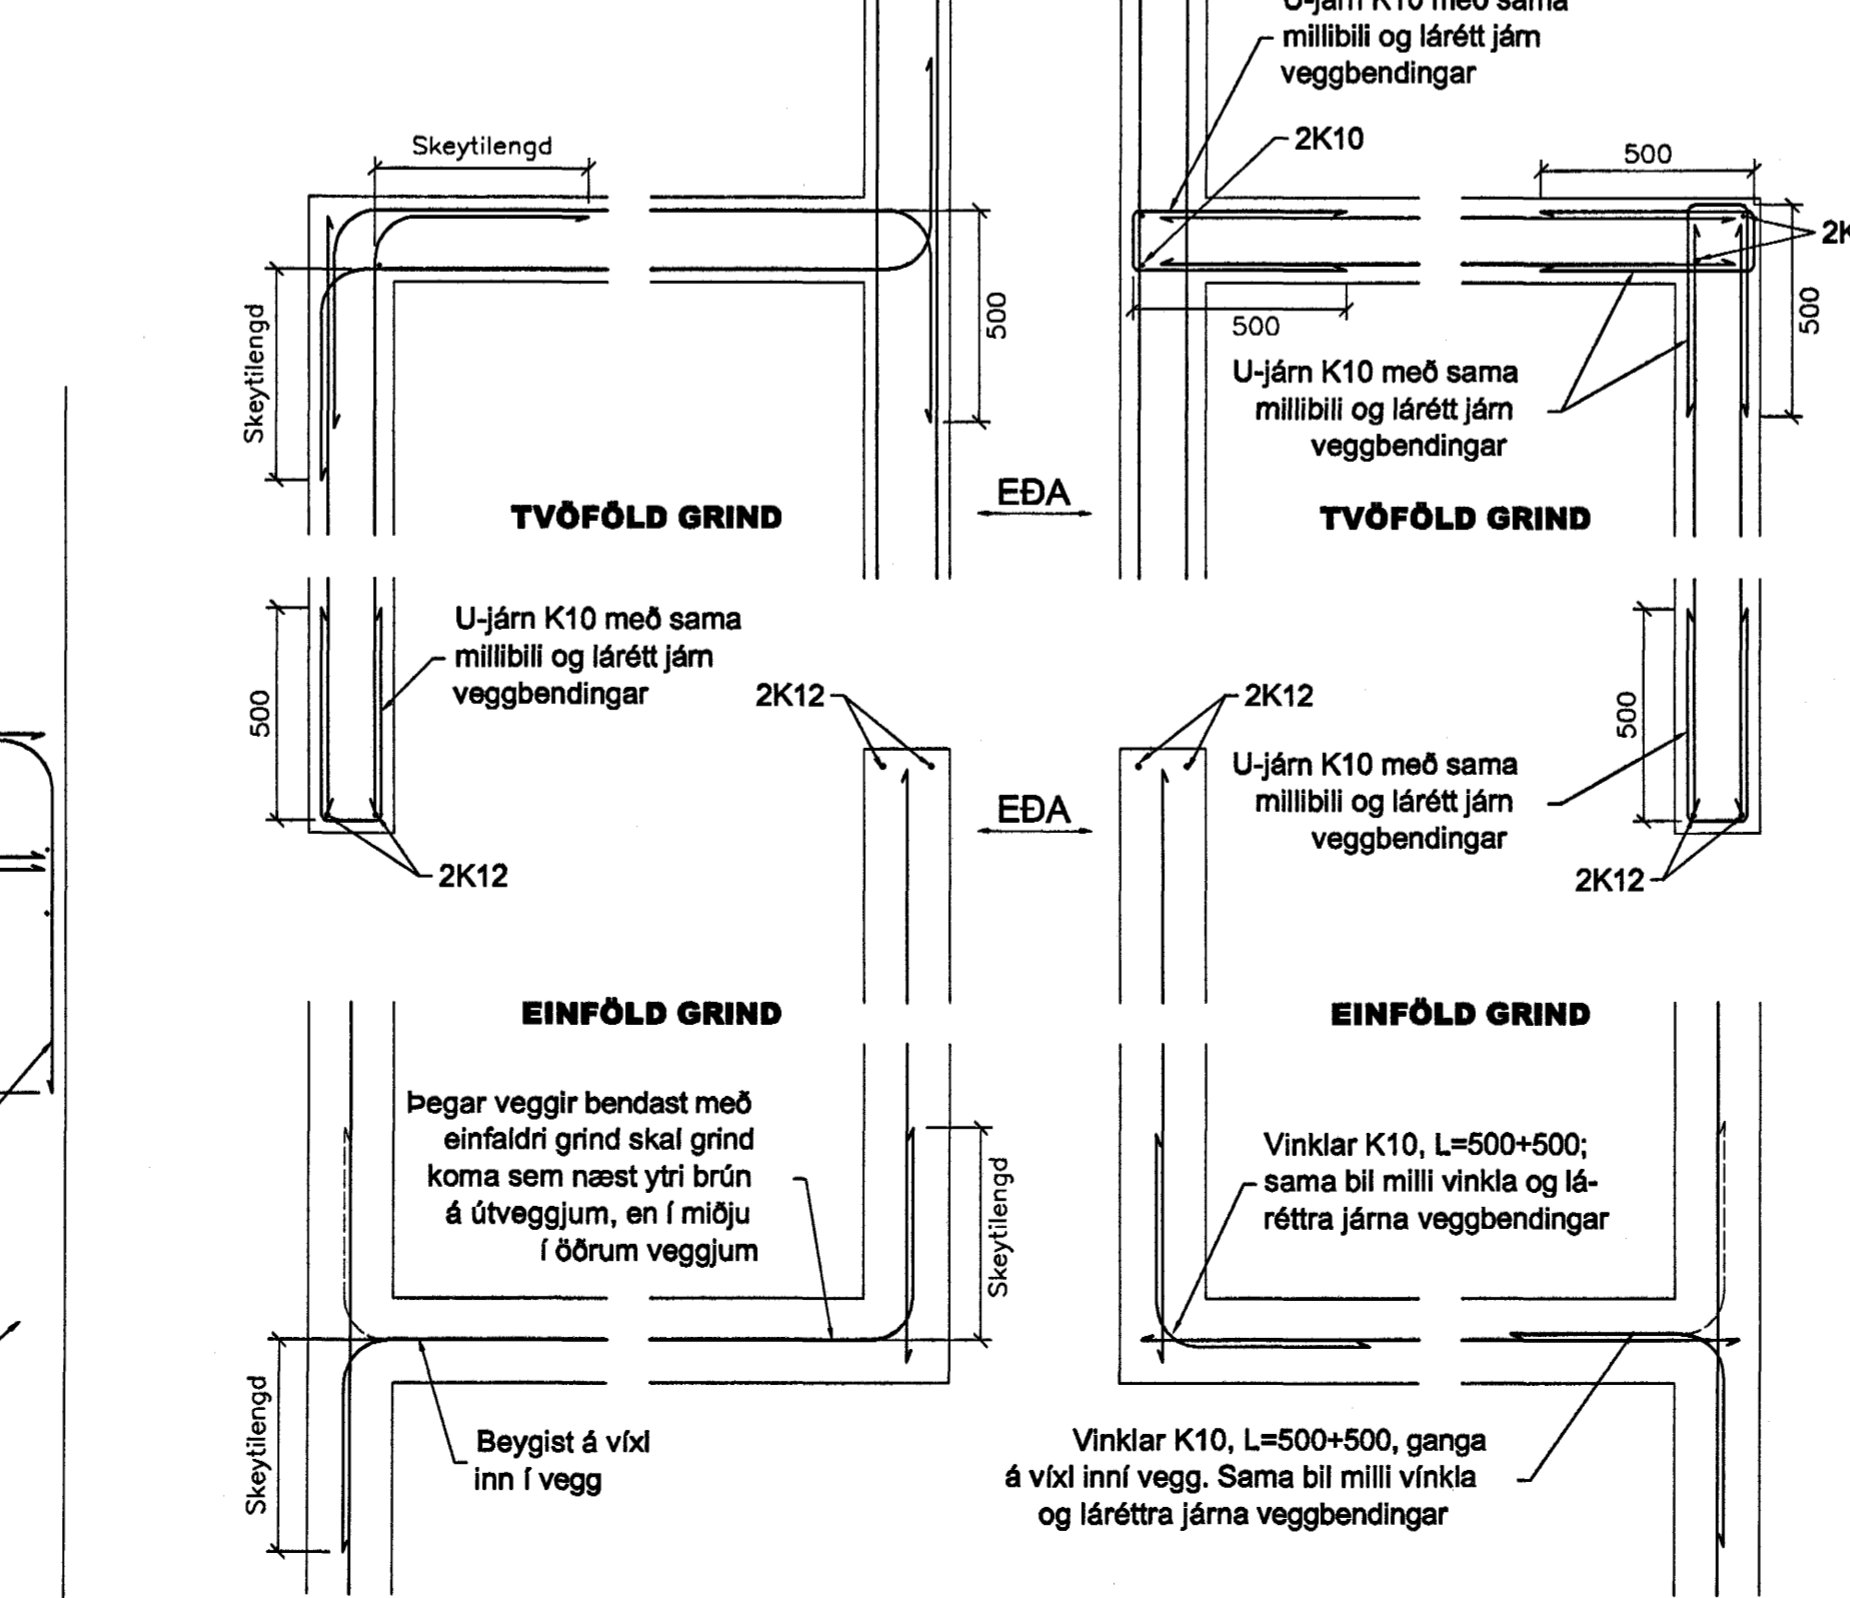 U-járn K10 með sama
millibili og lárétt járn
veggbendingar
2K10
Skeytilengd
500
500
500
500
Skeytilengd
U-járn K10 með sama
millibili og lárétt járn
veggbendingar
TVÖFÖLD GRIND
EÐA
TVÖFÖLD GRIND
U-járn K10 með sama
millibili og lárétt járn
veggbendingar
500
2K12
2K12
500
U-járn K10 með sama
millibili og lárétt járn
veggbendingar
EÐA
2K12
2K12
EINFÖLD GRIND
EINFÖLD GRIND
Þegar veggir bendast með
einfaldri grind skal grind
koma sem næst ytri brún
á útveggjum, en í miðju
í öðrum veggjum
Skeytilengd
Vinklar K10, L=500+500;
sama bil milli vinkla og lá-
réttra járna veggbendingar
Skeytilengd
Beygist á víxl
inn í vegg
Vinklar K10, L=500+500, ganga
á víxl inní vegg. Sama bil milli vínkla
og láréttra járna veggbendingar